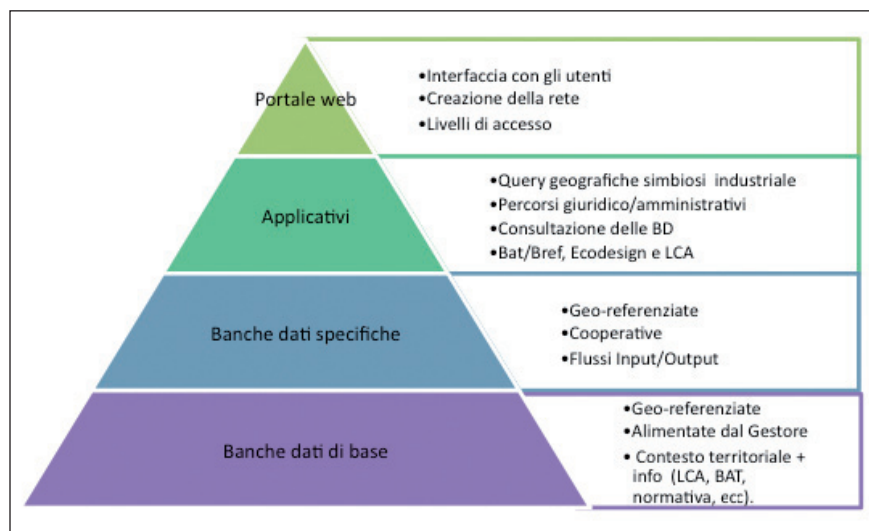 Portale web
•Interfaccia con gli utenti
•Creazione della rete
•Livelli di accesso
Applicativi
•Query geografiche simbiosi industriale
•Percorsi giuridico/amministrativi
•Consultazione delle BD
•Bat/Bref, Ecodesign e LCA
Banche dati specifiche
•Geo-referenziate
•Cooperative
•Flussi Input/Output
Banche dati di base
•Geo-referenziate
•Alimentate dal Gestore
• Contesto territoriale +
info (LCA, BAT,
normativa, ecc).